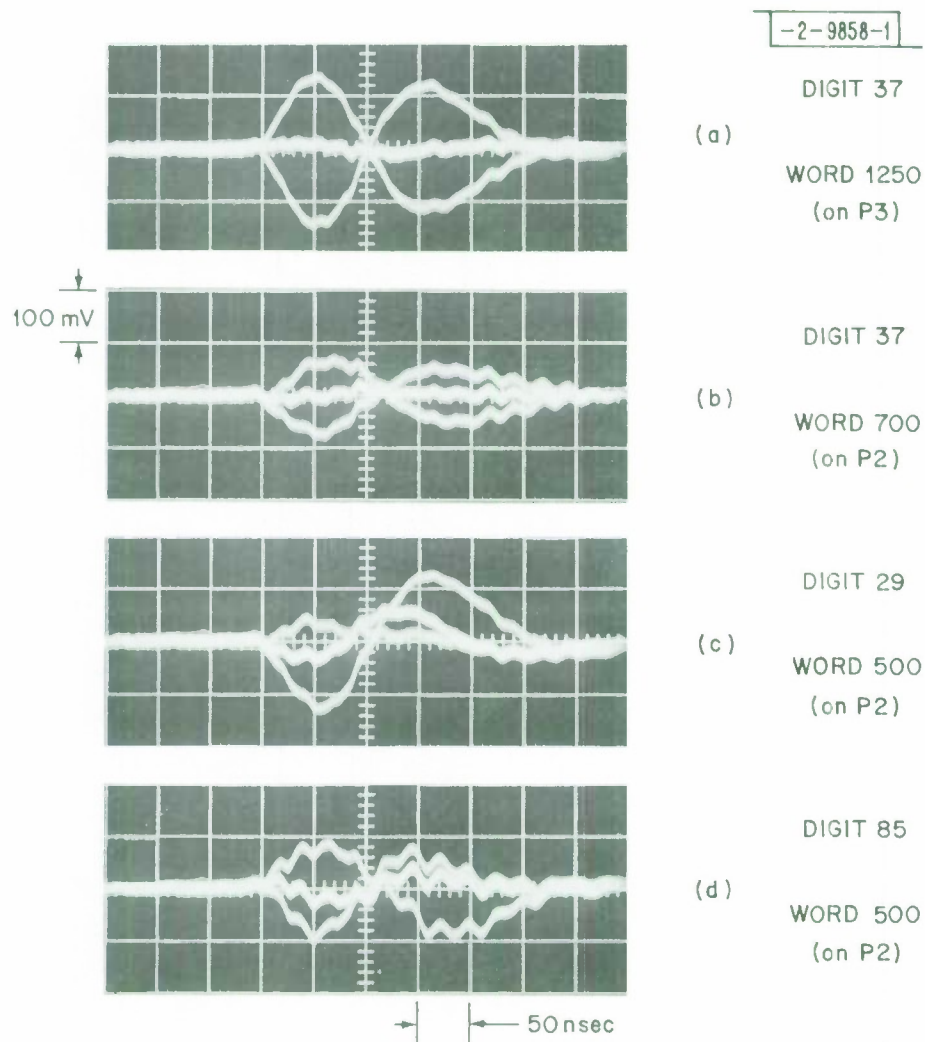 -2-9858-1
DIGIT 37
(a)
WORD 1250
(on P3)
100 mV
DIGIT 37
(b)
WORD 700
(on P2)
DIGIT 29
(c)
WORD 500
(on P2)
DIGIT 85
(d)
WORD 500
(on P2)
50 nsec